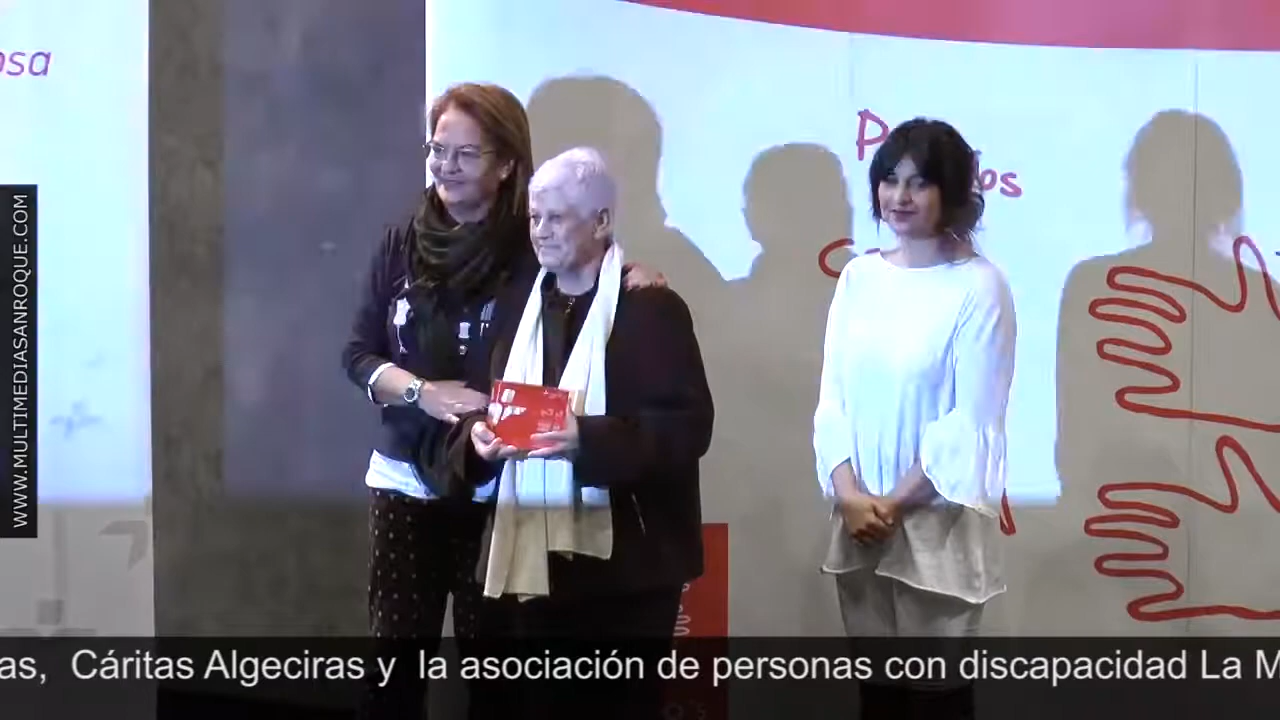 osa
WWW.MULTIMEDIASANROQUE.COM
as, Cáritas Algeciras y la asociación de personas con discapacidad La M